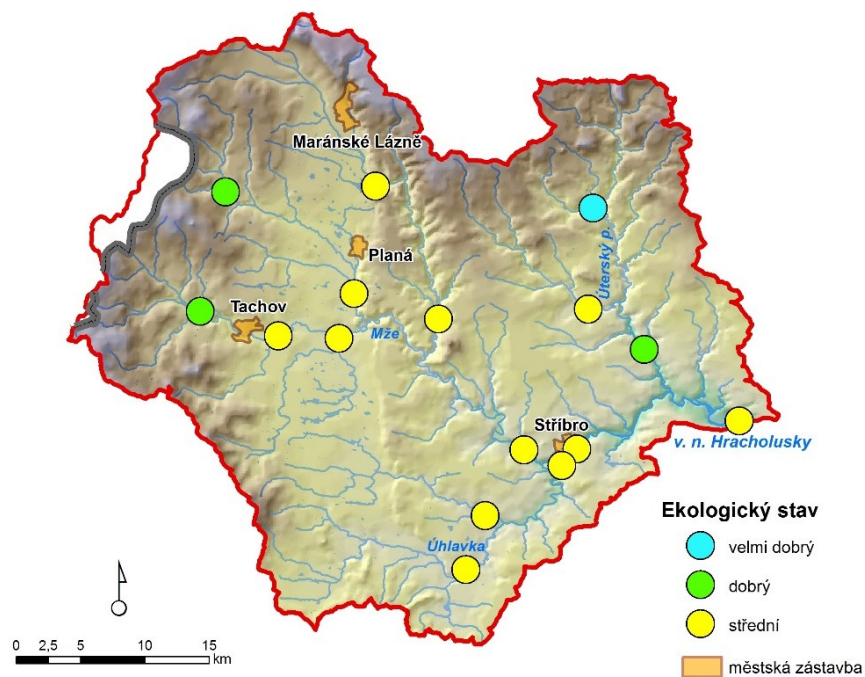 Maránské Lázně
Planá
Úterský p.
Tachov
Mže
Stříbro
v. n. Hracholusky
Úhlavka
Ekologický stav
velmi dobrý
dobrý
střední
městská zástavba
0 2,5 5 10 15
km